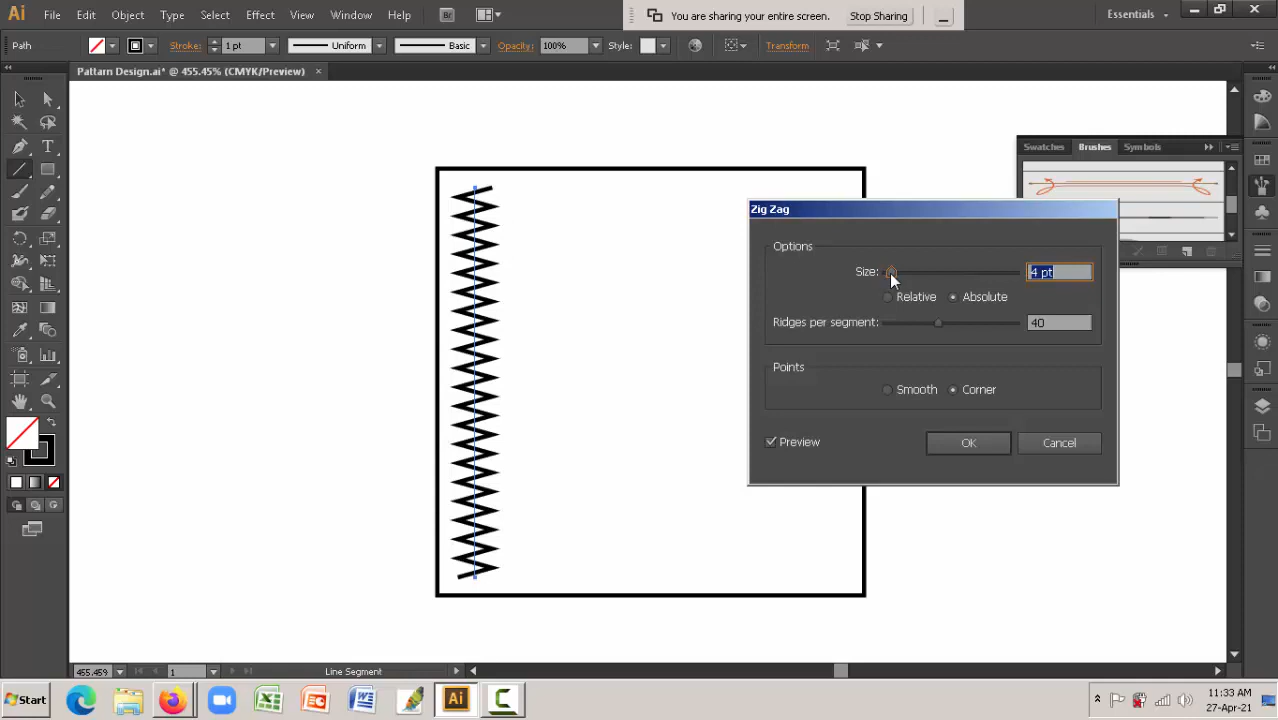 Ai File Edit Object Type Select Effect View Window Help Br
You are sharing your entire screen. Stop Sharing
Essentials
Path Stroke: 1 pt Uniform Basic Opacity: 100% Style: Transform
Pattarn Design.ai* @ 455.45% (CMYK/Preview)
Swatches Brushes Symbols
Zig Zag
Options
Size: 4 pt
Relative Absolute
Ridges per segment: 40
Points
Smooth Corner
Preview OK Cancel
455.459 1 Line Segment
Start Ai
11:33 AM
27-Apr-21